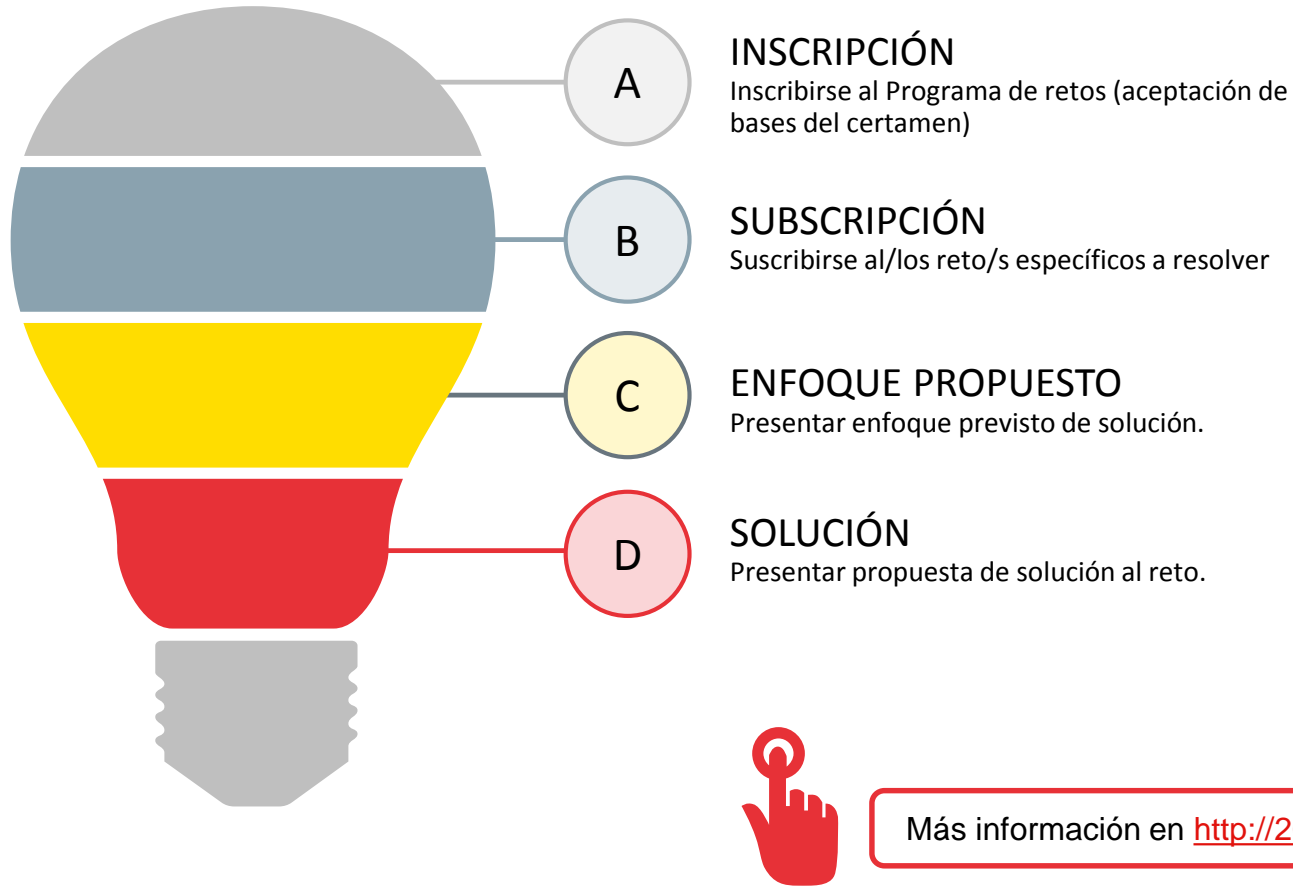 A
INSCRIPCIÓN
Inscribirse al Programa de retos (aceptación de
bases del certamen)
B
SUBSCRIPCIÓN
Suscribirse al/los reto/s específicos a resolver
C
ENFOQUE PROPUESTO
Presentar enfoque previsto de solución.
D
SOLUCIÓN
Presentar propuesta de solución al reto.
Más información en http://2